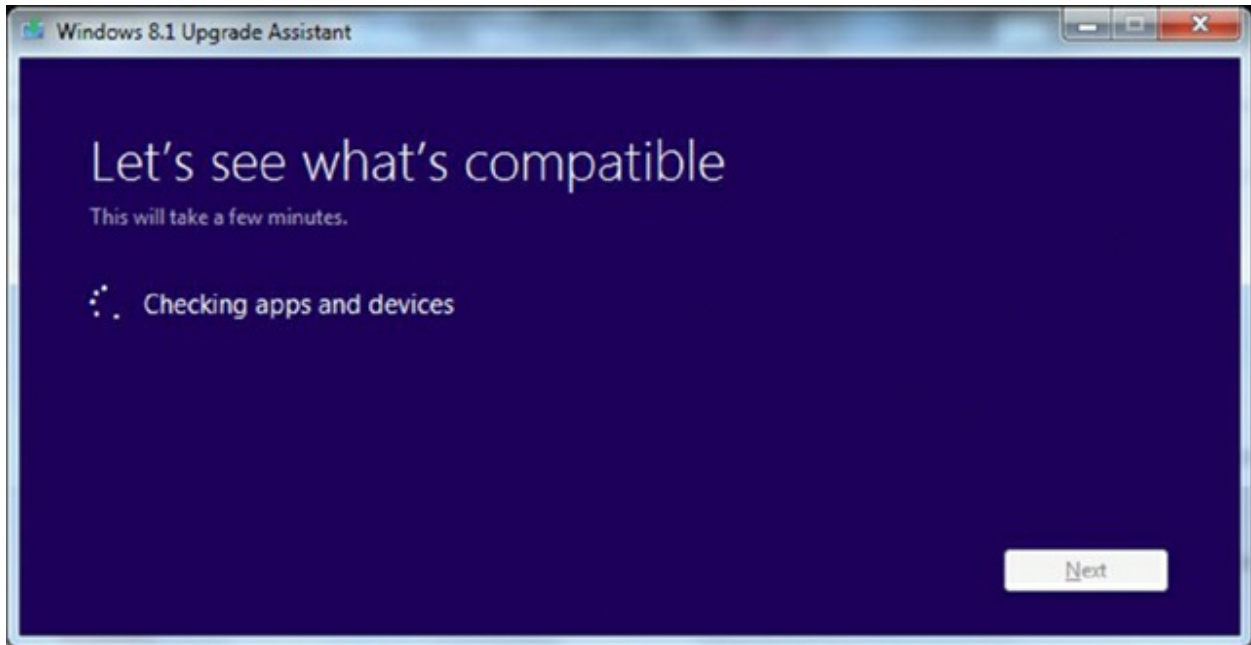 Windows 8.1 Upgrade Assistant
Let's see what's compatible
This will take a few minutes.
Checking apps and devices
Next